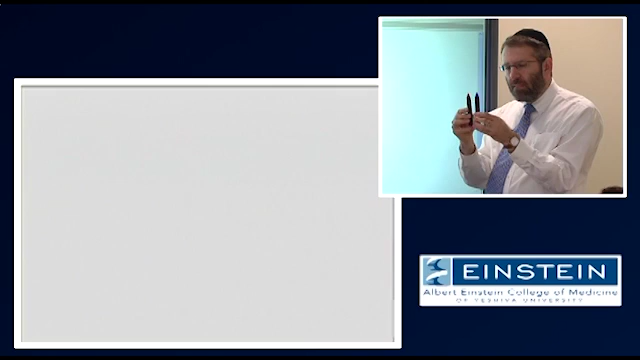 EINSTEIN
Albert Einstein College of Medicine
OF YESHIVA UNIVERSITY